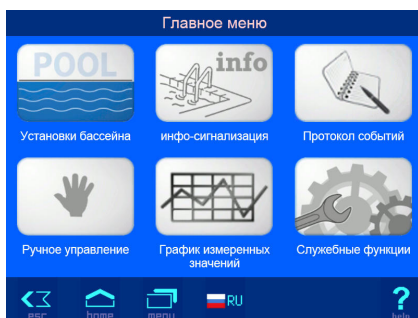 Главное меню
POOL
info
Установки бассейна
инфо-сигнализация
Протокол событий
Ручное управление
График измеренных
значений
Служебные функции
RU
?
esc
home
menu
help